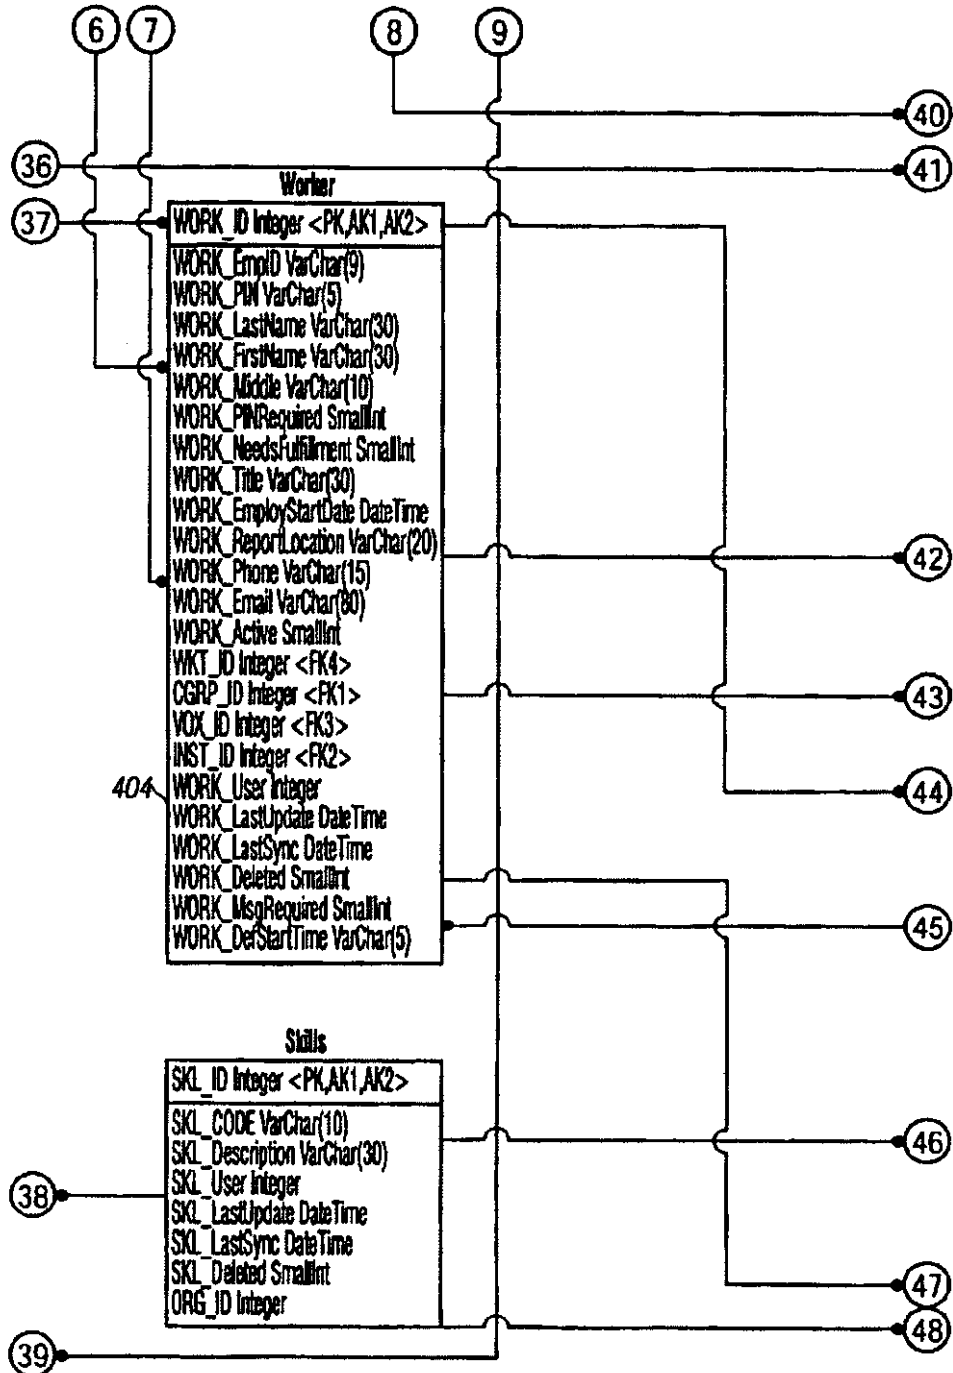 6
7
8
9
40
36
41
Worker
37
WORK_ID Integer <PK,AK1,AK2>
WORK_EmpID VarChar(9)
WORK_PIN VarChar(5)
WORK_LastName VarChar(30)
WORK_FirstName VarChar(30)
WORK_Middle VarChar(10)
WORK_PINRequired SmallInt
WORK_NeedsFulfillment SmallInt
WORK_Title VarChar(30)
WORK_EmployStartDate DateTime
WORK_ReportLocation VarChar(20)
42
WORK_Phone VarChar(15)
WORK_Email VarChar(80)
WORK_Active SmallInt
WKT_ID Integer <FK4>
CGRP_ID Integer <FK1>
43
VOX_ID Integer <FK3>
INST_ID Integer <FK2>
404
WORK_User Integer
44
WORK_LastUpdate DateTime
WORK_LastSync DateTime
WORK_Deleted SmallInt
WORK_MsgRequired SmallInt
45
WORK_DefStartTime VarChar(5)
Skills
SKL_ID Integer <PK,AK1,AK2>
SKL_CODE VarChar(10)
46
SKL_Description VarChar(30)
SKL_User Integer
38
SKL_LastUpdate DateTime
SKL_LastSync DateTime
SKL_Deleted SmallInt
47
ORG_ID Integer
48
39